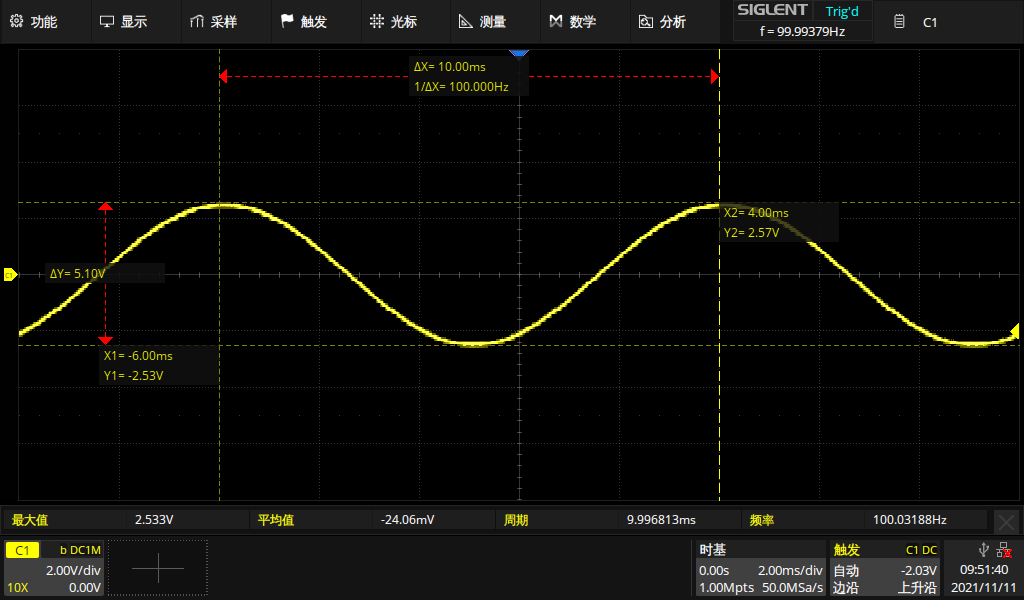 功能 显示 采样 触发 光标 测量 数学 分析 SIGLENT Trig'd C1
f = 99.99379Hz
ΔX= 10.00ms
1/ΔX= 100.000Hz
X2= 4.00ms
Y2= 2.57V
C1
ΔY= 5.10V
X1= -6.00ms
Y1= -2.53V
最大值 2.533V 平均值 -24.06mV 周期 9.996813ms 频率 100.03188Hz
C1 b DC1M 时基 触发 C1 DC
2.00V/div 0.00s 2.00ms/div 自动 -2.03V 09:51:40
10X 0.00V 1.00Mpts 50.0MSa/s 边沿 上升沿 2021/11/11